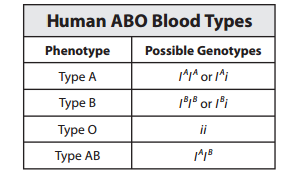 Human ABO Blood Types
Phenotype Possible Genotypes
Type A IᴬIᴬ or Iᴬi
Type B IᴮIᴮ or Iᴮi
Type O ii
Type AB IᴬIᴮ